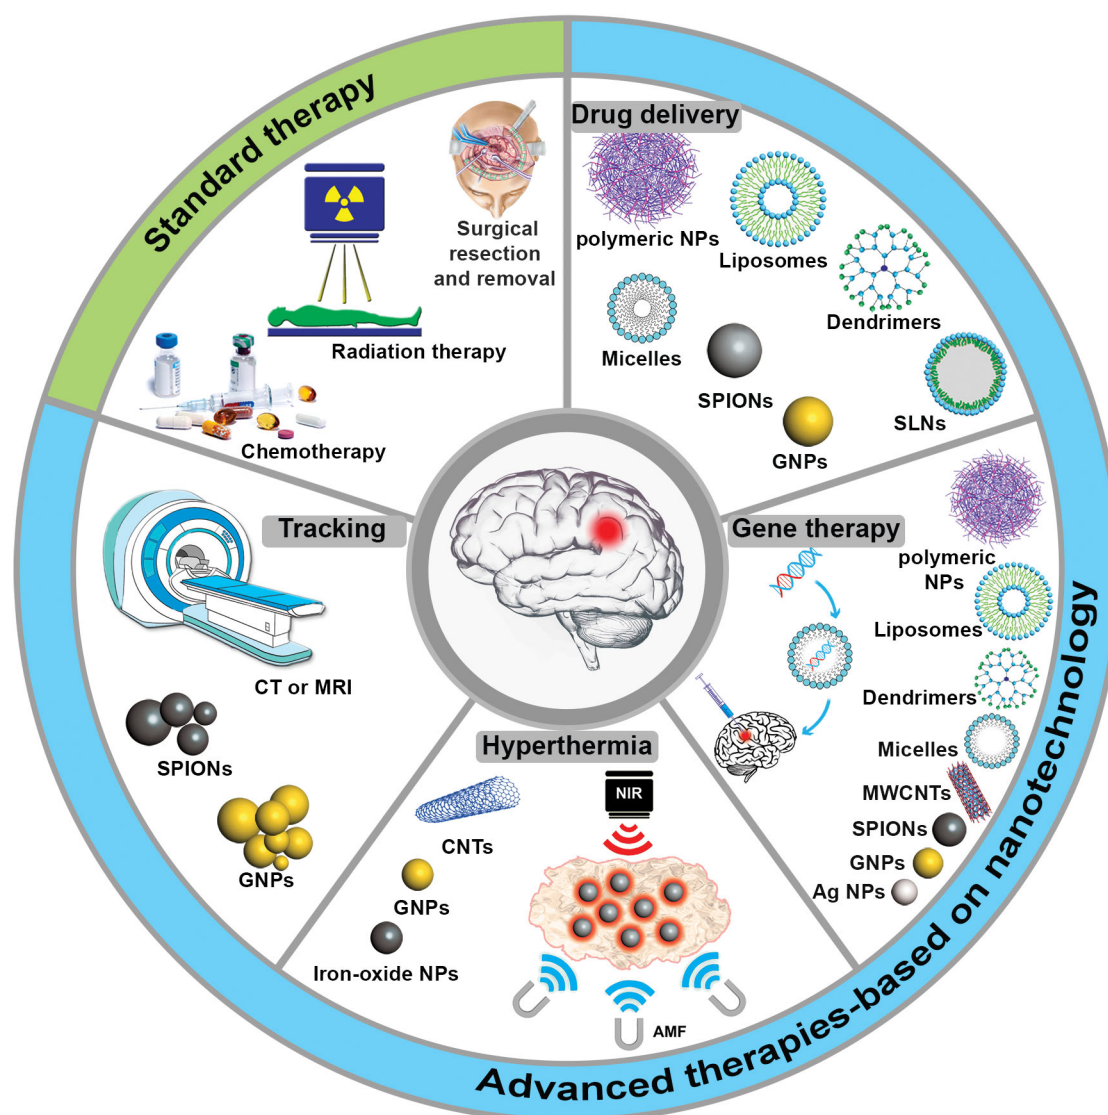 Standard therapy
Surgical
resection
and removal
Radiation therapy
Chemotherapy
Drug delivery
polymeric NPs
Liposomes
Dendrimers
Micelles
SPIONs
SLNs
GNPs
Gene therapy
polymeric
NPs
Liposomes
Dendrimers
Micelles
MWCNTs
SPIONs
GNPs
Ag NPs
Hyperthermia
NIR
CNTs
GNPs
Iron-oxide NPs
AMF
Tracking
CT or MRI
SPIONs
GNPs
Advanced therapies-based on nanotechnology